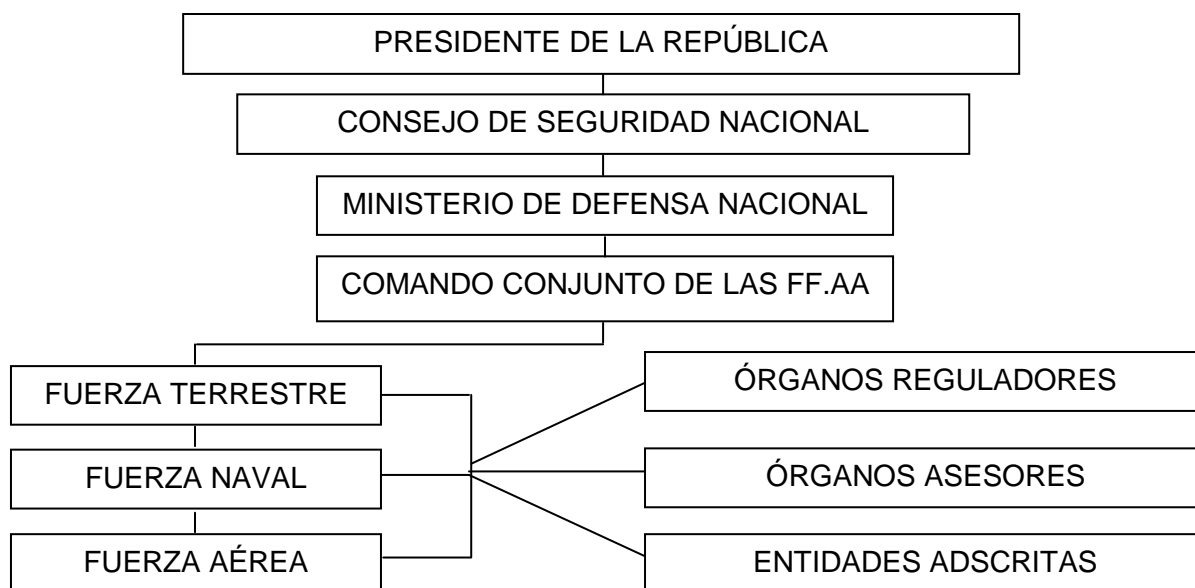 PRESIDENTE DE LA REPÚBLICA
CONSEJO DE SEGURIDAD NACIONAL
MINISTERIO DE DEFENSA NACIONAL
COMANDO CONJUNTO DE LAS FF.AA
FUERZA TERRESTRE
ÓRGANOS REGULADORES
FUERZA NAVAL
ÓRGANOS ASESORES
FUERZA AÉREA
ENTIDADES ADSCRITAS